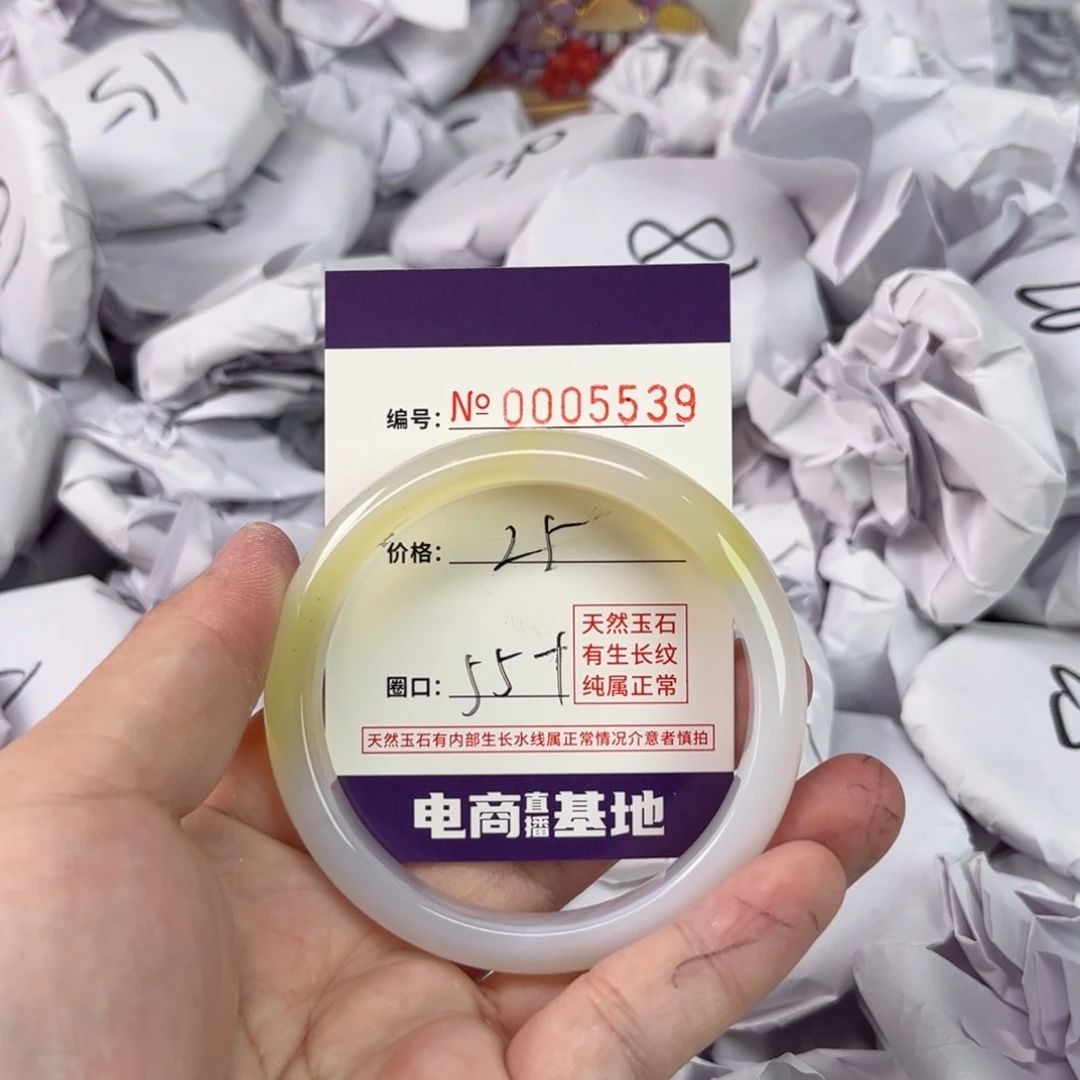 51
编号: № 0005539
价格: 25
天然玉石
有生长纹
圈口: 55+
纯属正常
天然玉石有内部生长水线属正常情况介意者慎拍
电商直播基地